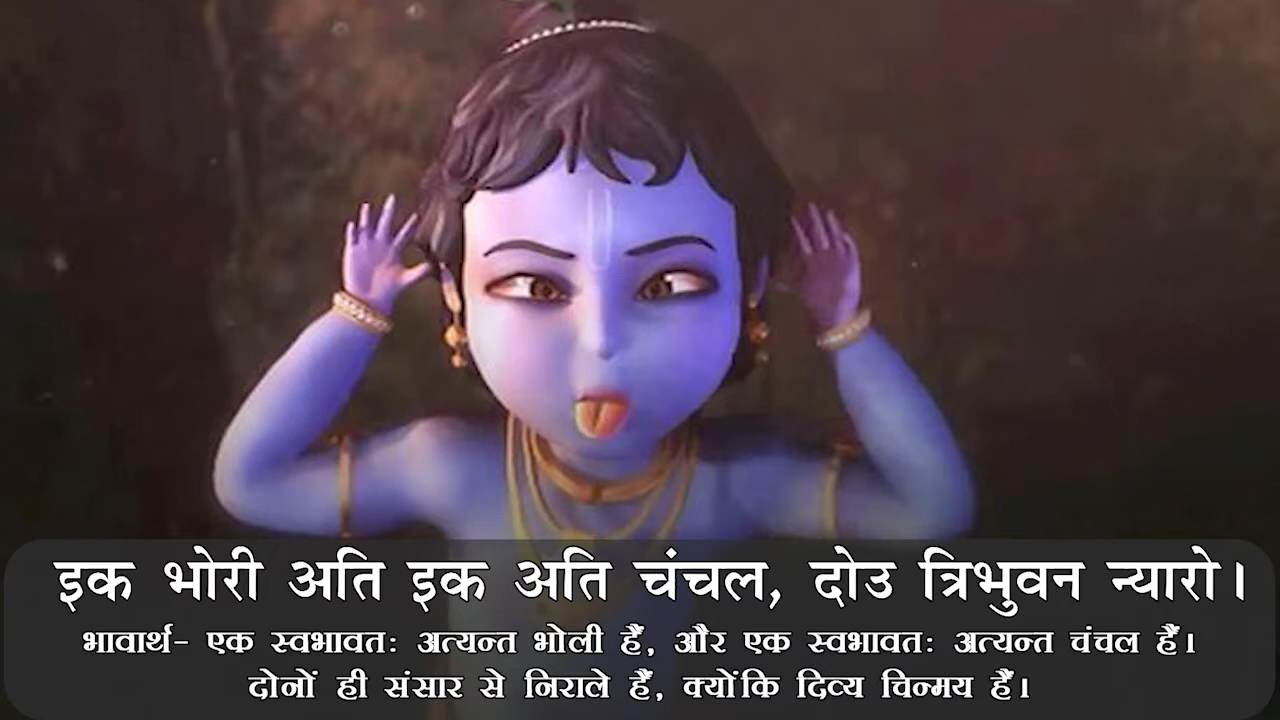 इक भोरी अति इक अति चंचल, दोउ त्रिभुवन न्यारो।
भावार्थ- एक स्वभावतः अत्यन्त भोली हैं, और एक स्वभावतः अत्यन्त चंचल हैं।
दोनों ही संसार से निराले हैं, क्योंकि दिव्य चिन्मय हैं।